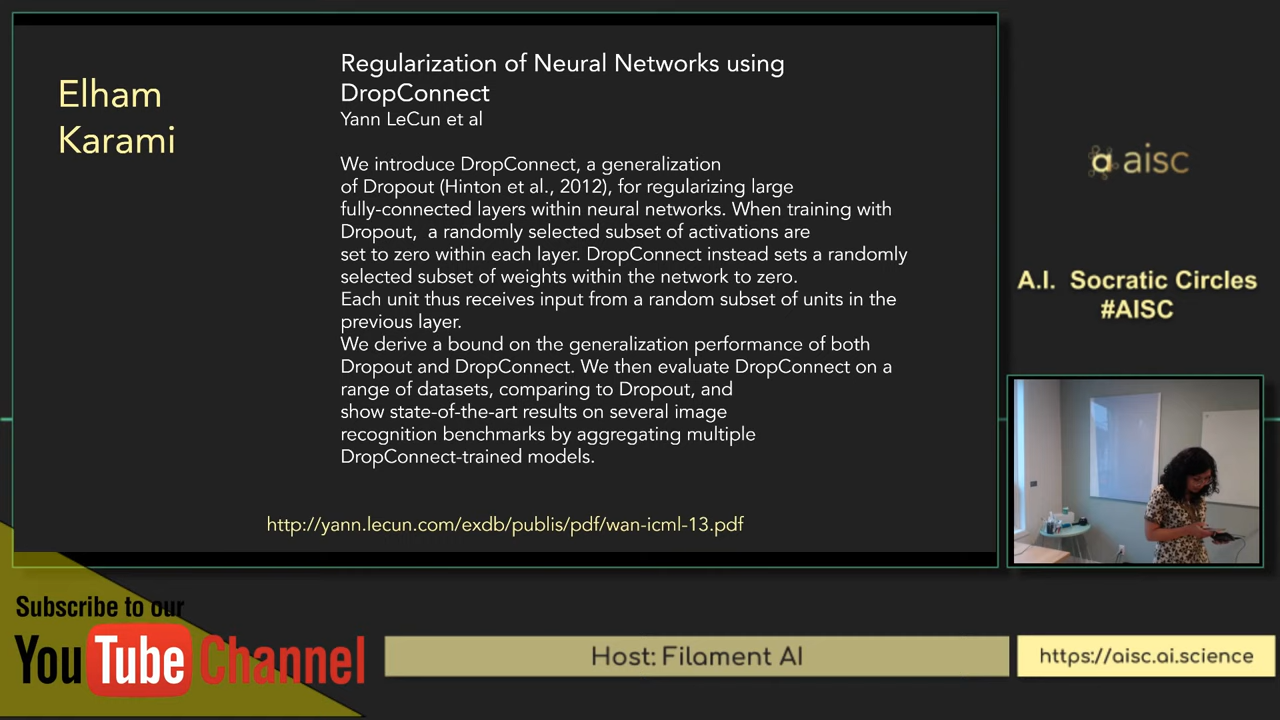 Elham
Karami
Regularization of Neural Networks using
DropConnect
Yann LeCun et al
We introduce DropConnect, a generalization
of Dropout (Hinton et al., 2012), for regularizing large
fully-connected layers within neural networks. When training with
Dropout,  a randomly selected subset of activations are
set to zero within each layer. DropConnect instead sets a randomly
selected subset of weights within the network to zero.
Each unit thus receives input from a random subset of units in the
previous layer.
We derive a bound on the generalization performance of both
Dropout and DropConnect. We then evaluate DropConnect on a
range of datasets, comparing to Dropout, and
show state-of-the-art results on several image
recognition benchmarks by aggregating multiple
DropConnect-trained models.
http://yann.lecun.com/exdb/publis/pdf/wan-icml-13.pdf
a aisc
A.I.  Socratic Circles
#AISC
Subscribe to our
YouTube Channel
Host: Filament AI
https://aisc.ai.science